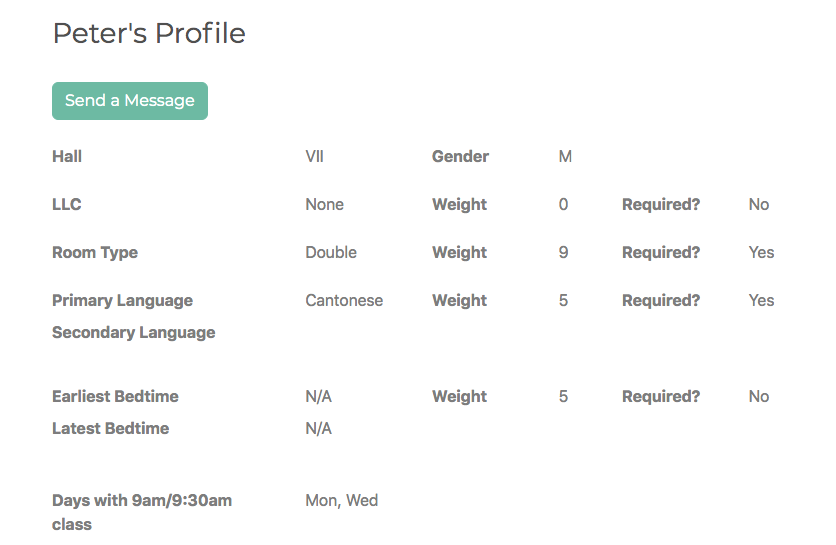 Peter's Profile
Send a Message
Hall VII Gender M
LLC None Weight 0 Required? No
Room Type Double Weight 9 Required? Yes
Primary Language Cantonese Weight 5 Required? Yes
Secondary Language
Earliest Bedtime N/A Weight 5 Required? No
Latest Bedtime N/A
Days with 9am/9:30am Mon, Wed
class